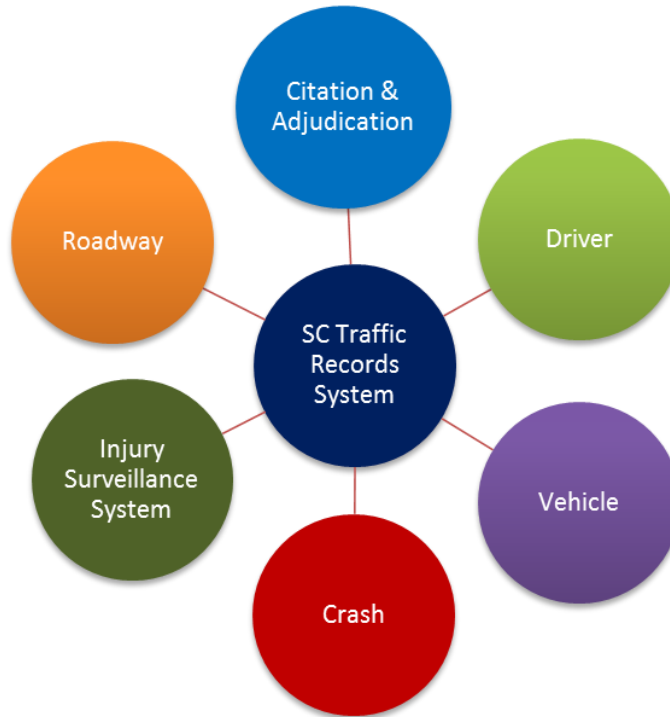 Citation &
Adjudication
Roadway
Driver
SC Traffic
Records
System
Injury
Surveillance
System
Vehicle
Crash